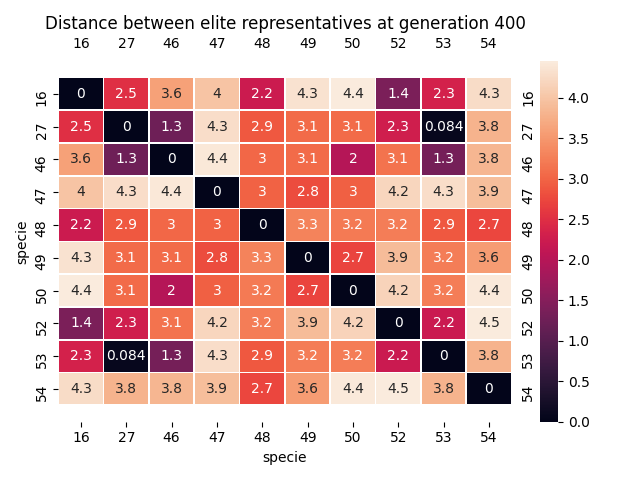 Distance between elite representatives at generation 400
16 27 46 47 48 49 50 52 53 54
16 0 2.5 3.6 4 2.2 4.3 4.4 1.4 2.3 4.3 16
27 2.5 0 1.3 4.3 2.9 3.1 3.1 2.3 0.084 3.8 27
46 3.6 1.3 0 4.4 3 3.1 2 3.1 1.3 3.8 46
47 4 4.3 4.4 0 3 2.8 3 4.2 4.3 3.9 47
48 2.2 2.9 3 3 0 3.3 3.2 3.2 2.9 2.7 48
49 4.3 3.1 3.1 2.8 3.3 0 2.7 3.9 3.2 3.6 49
50 4.4 3.1 2 3 3.2 2.7 0 4.2 3.2 4.4 50
52 1.4 2.3 3.1 4.2 3.2 3.9 4.2 0 2.2 4.5 52
53 2.3 0.084 1.3 4.3 2.9 3.2 3.2 2.2 0 3.8 53
54 4.3 3.8 3.8 3.9 2.7 3.6 4.4 4.5 3.8 0 54
16 27 46 47 48 49 50 52 53 54
specie
specie
4.0
3.5
3.0
2.5
2.0
1.5
1.0
0.5
0.0